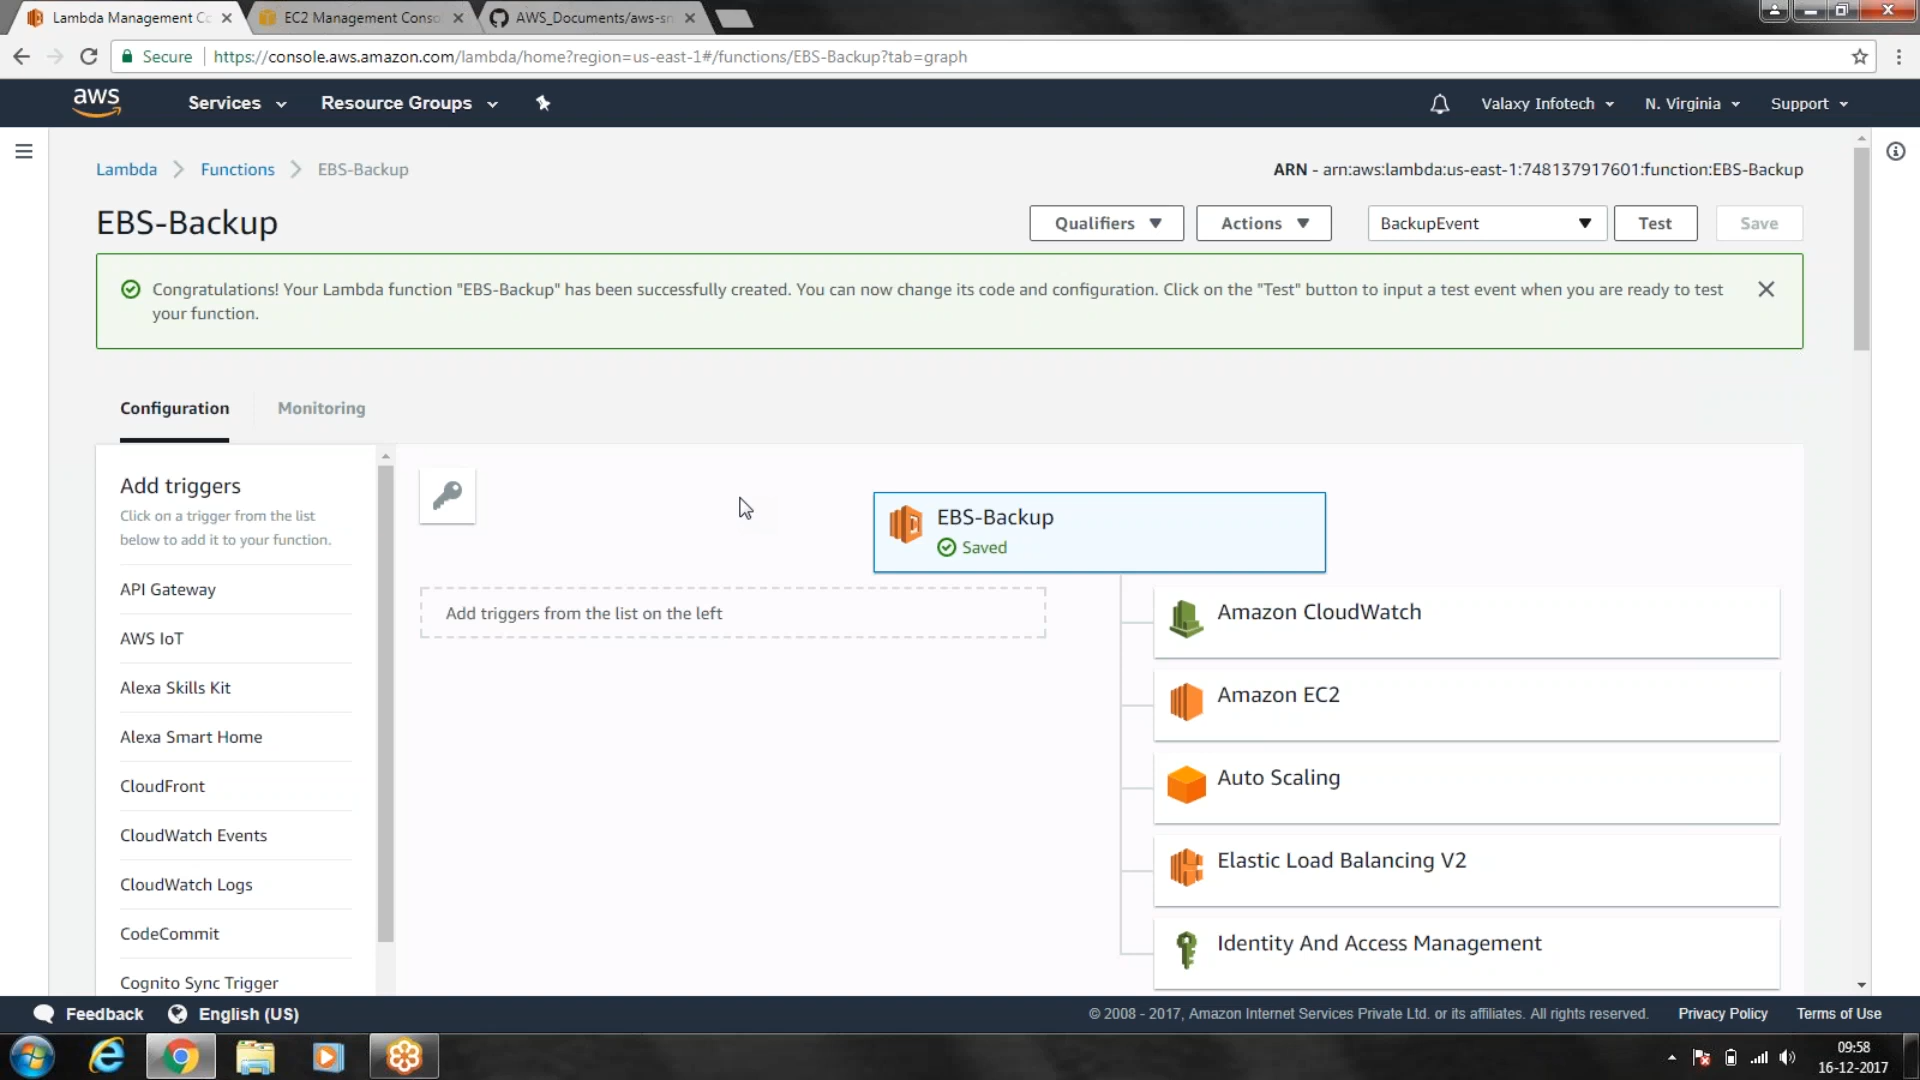 Lambda Management Co
EC2 Management Conso
AWS_Documents/aws-sn
Secure
https://console.aws.amazon.com/lambda/home?region=us-east-1#/functions/EBS-Backup?tab=graph
aws
Services
Resource Groups
Valaxy Infotech
N. Virginia
Support
Lambda
Functions
EBS-Backup
ARN - arn:aws:lambda:us-east-1:748137917601:function:EBS-Backup
EBS-Backup
Qualifiers
Actions
BackupEvent
Test
Save
Congratulations! Your Lambda function "EBS-Backup" has been successfully created. You can now change its code and configuration. Click on the "Test" button to input a test event when you are ready to test
your function.
Configuration
Monitoring
Add triggers
Click on a trigger from the list
below to add it to your function.
API Gateway
AWS IoT
Alexa Skills Kit
Alexa Smart Home
CloudFront
CloudWatch Events
CloudWatch Logs
CodeCommit
Cognito Sync Trigger
EBS-Backup
Saved
Add triggers from the list on the left
Amazon CloudWatch
Amazon EC2
Auto Scaling
Elastic Load Balancing V2
Identity And Access Management
Feedback
English (US)
© 2008 - 2017, Amazon Internet Services Private Ltd. or its affiliates. All rights reserved.
Privacy Policy
Terms of Use
09:58
16-12-2017